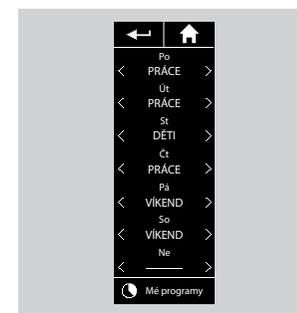 Po
PRÁCE
Út
PRÁCE
St
DĚTI
Čt
PRÁCE
Pá
VÍKEND
So
VÍKEND
Ne
Mé programy